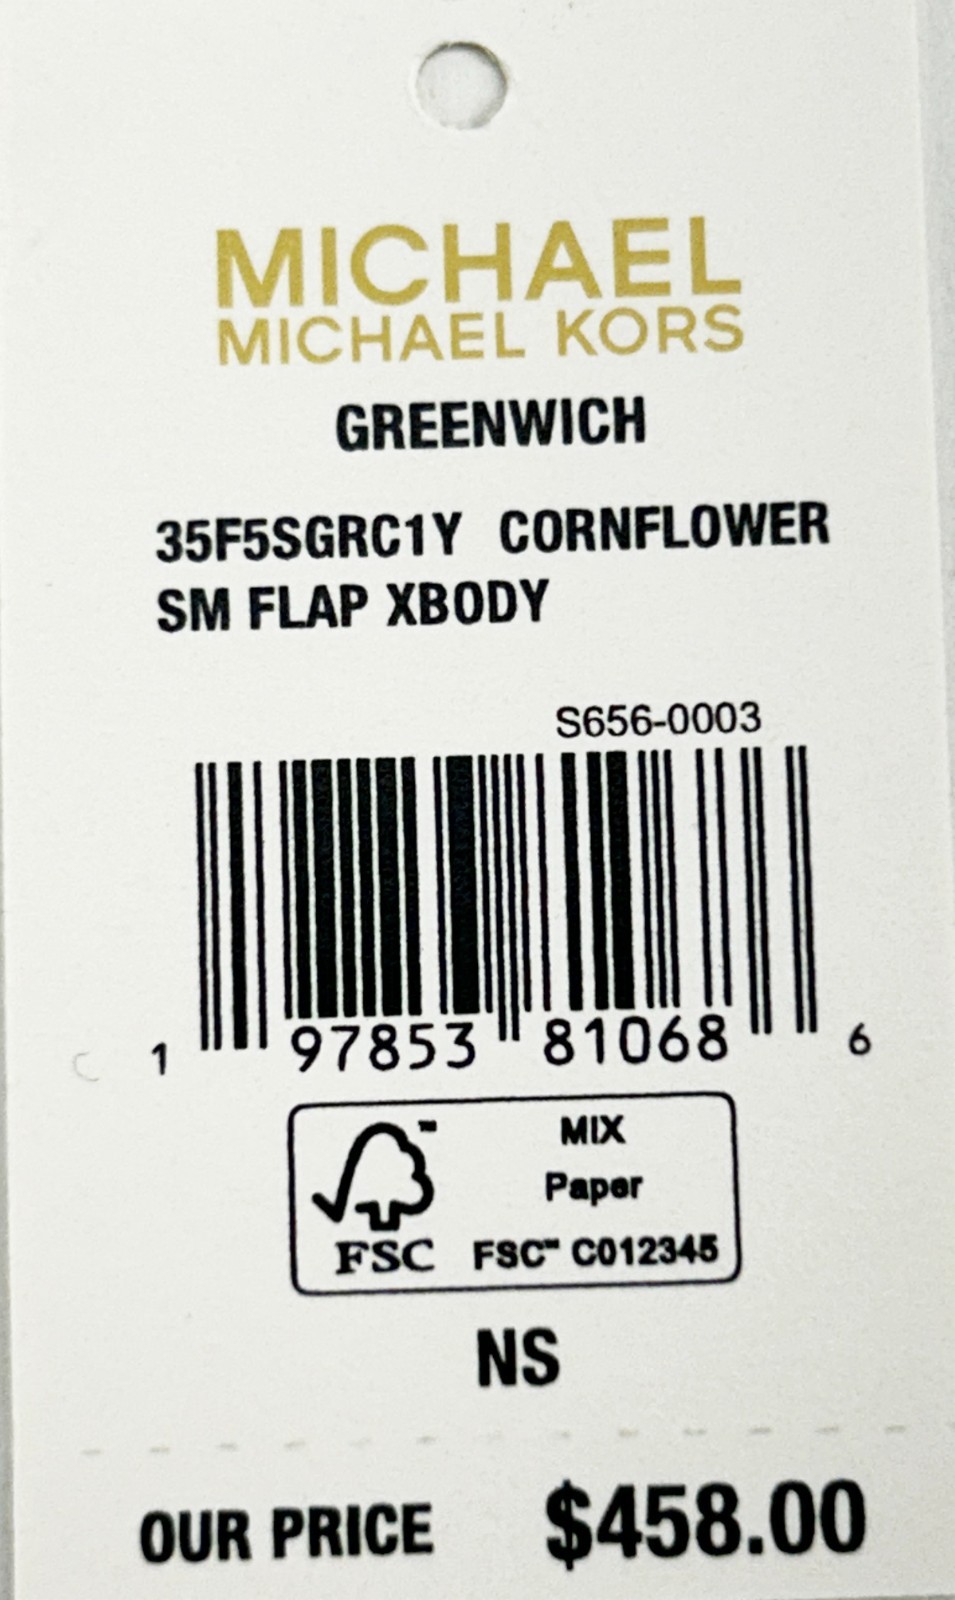 MICHAEL
MICHAEL KORS
GREENWICH
35F5SGRC1Y CORNFLOWER
SM FLAP XBODY
S656-0003
1 97853 81068 6
MIX
Paper
FSC FSC™ C012345
NS
OUR PRICE $458.00